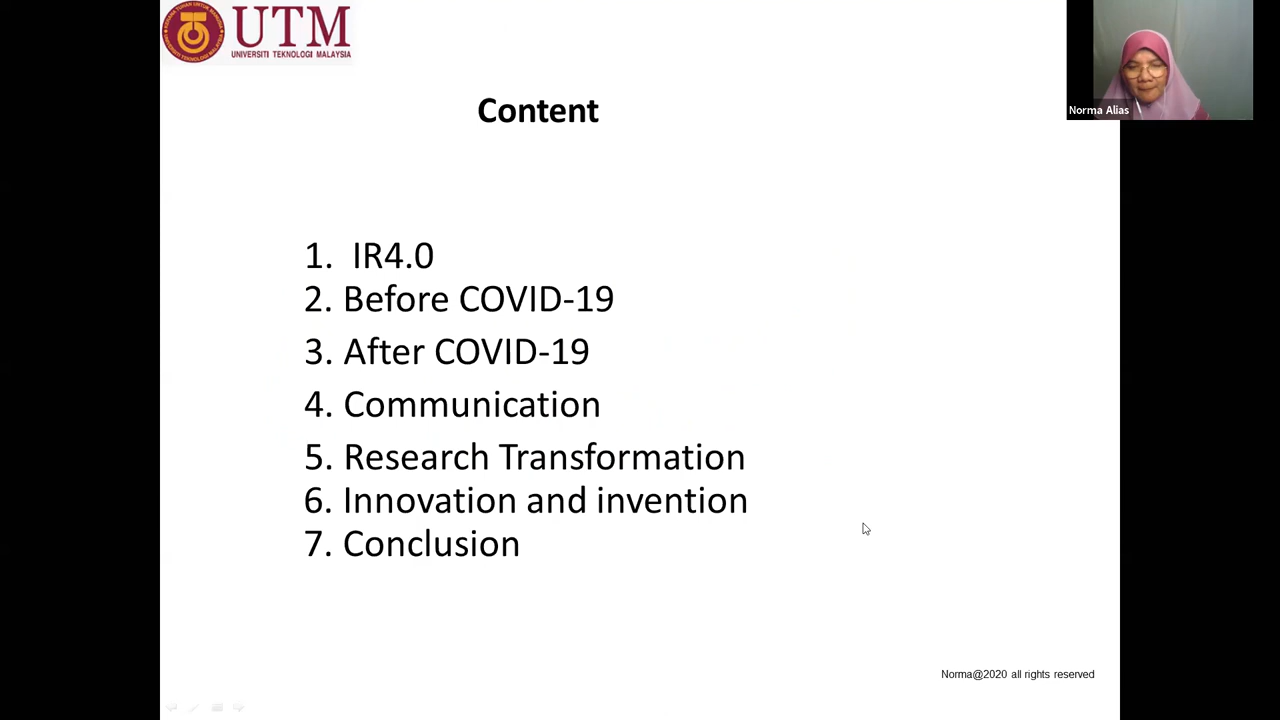 UTM
UNIVERSITI TEKNOLOGI MALAYSIA
Norma Alias
Content
1. IR4.0
2. Before COVID-19
3. After COVID-19
4. Communication
5. Research Transformation
6. Innovation and invention
7. Conclusion
Norma@2020 all rights reserved